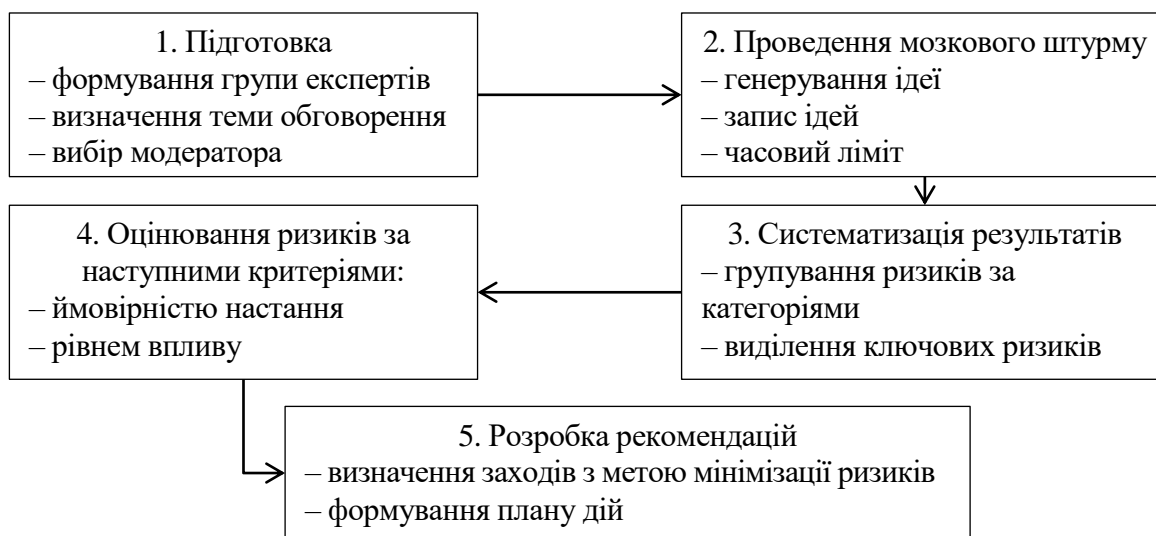 1. Підготовка
– формування групи експертів
– визначення теми обговорення
– вибір модератора
2. Проведення мозкового штурму
– генерування ідеї
– запис ідей
– часовий ліміт
3. Систематизація результатів
– групування ризиків за
категоріями
– виділення ключових ризиків
4. Оцінювання ризиків за
наступними критеріями:
– ймовірністю настання
– рівнем впливу
5. Розробка рекомендацій
– визначення заходів з метою мінімізації ризиків
– формування плану дій